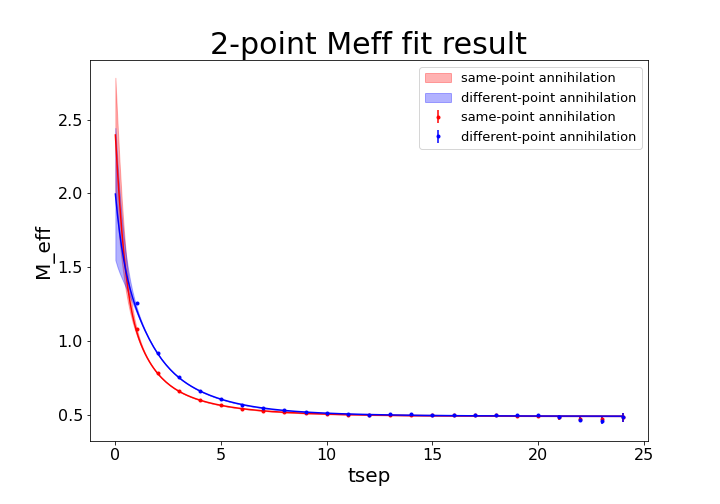 2-point Meff fit result
same-point annihilation
different-point annihilation
same-point annihilation
different-point annihilation
M_eff
2.5
2.0
1.5
1.0
0.5
0 5 10 15 20 25
tsep